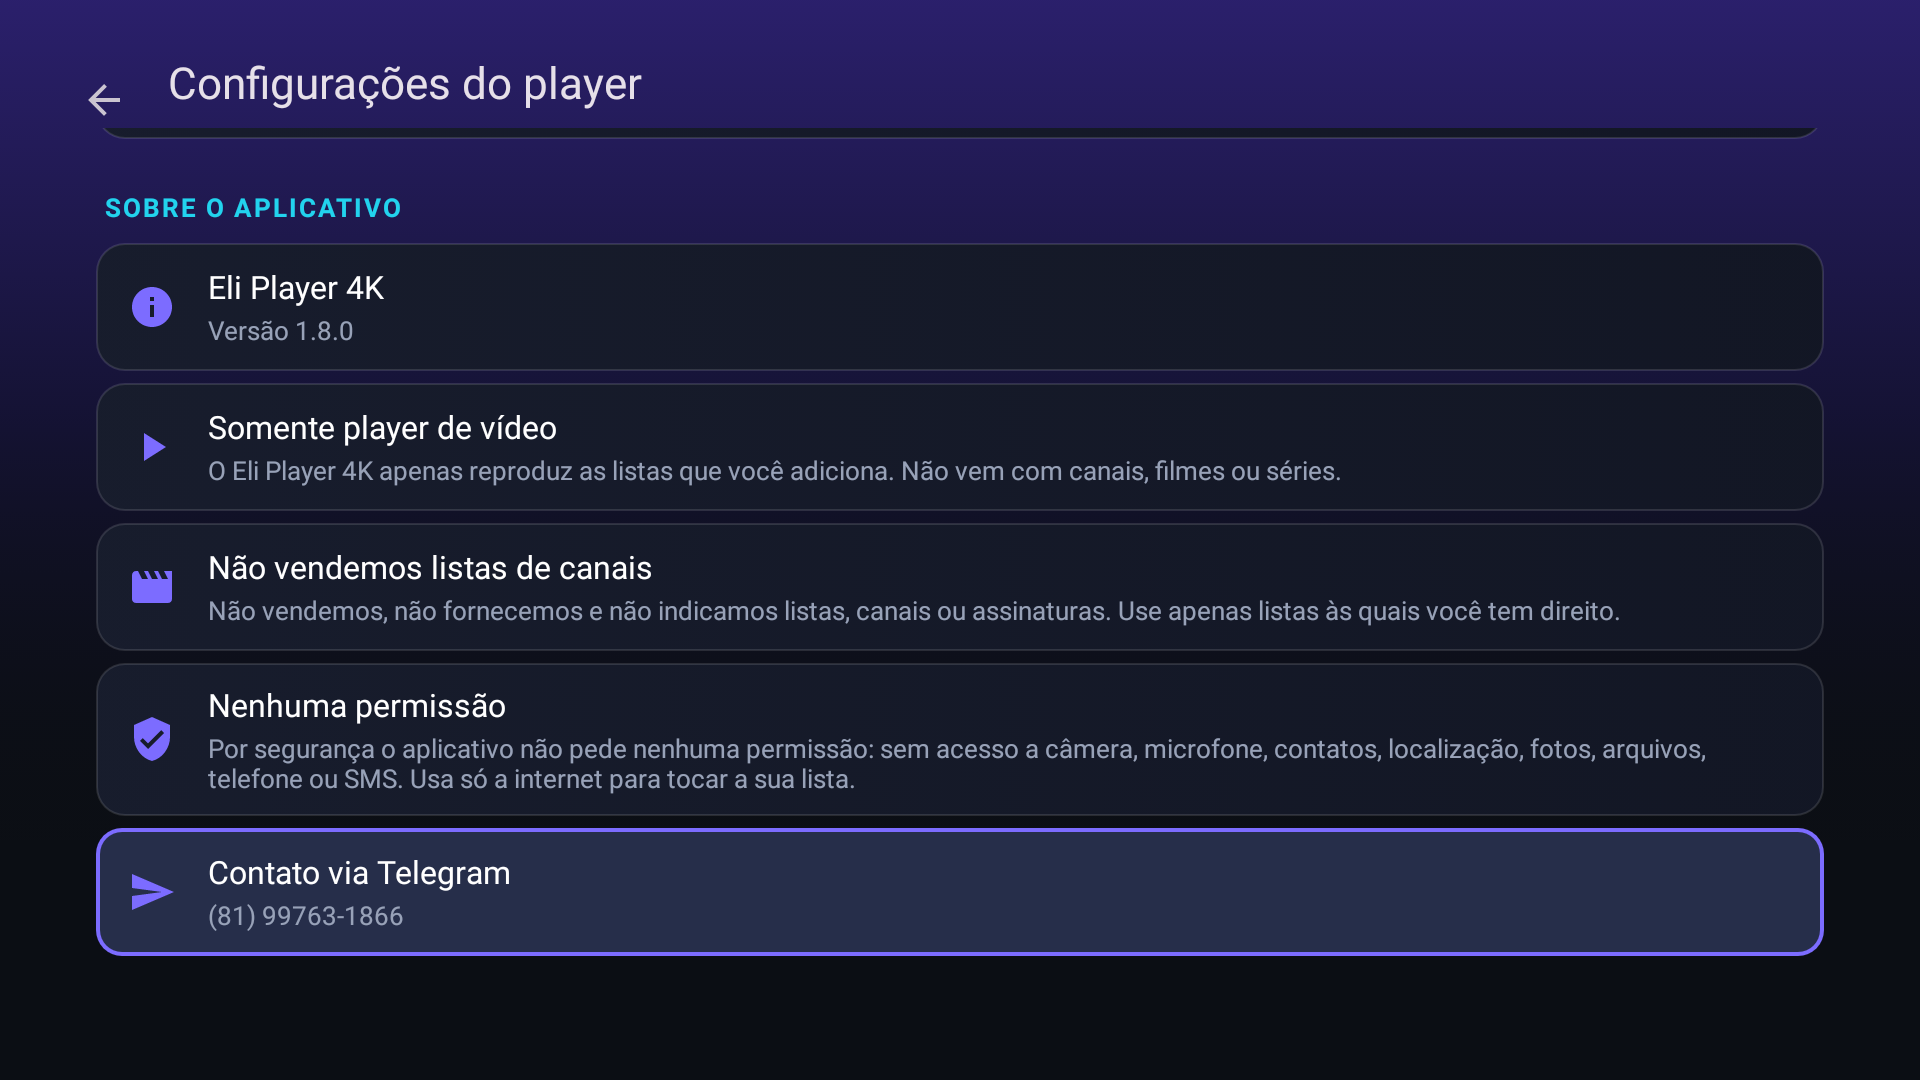 Configurações do player
SOBRE O APLICATIVO
Eli Player 4K
Versão 1.8.0
Somente player de vídeo
O Eli Player 4K apenas reproduz as listas que você adiciona. Não vem com canais, filmes ou séries.
Não vendemos listas de canais
Não vendemos, não fornecemos e não indicamos listas, canais ou assinaturas. Use apenas listas às quais você tem direito.
Nenhuma permissão
Por segurança o aplicativo não pede nenhuma permissão: sem acesso a câmera, microfone, contatos, localização, fotos, arquivos,
telefone ou SMS. Usa só a internet para tocar a sua lista.
Contato via Telegram
(81) 99763-1866